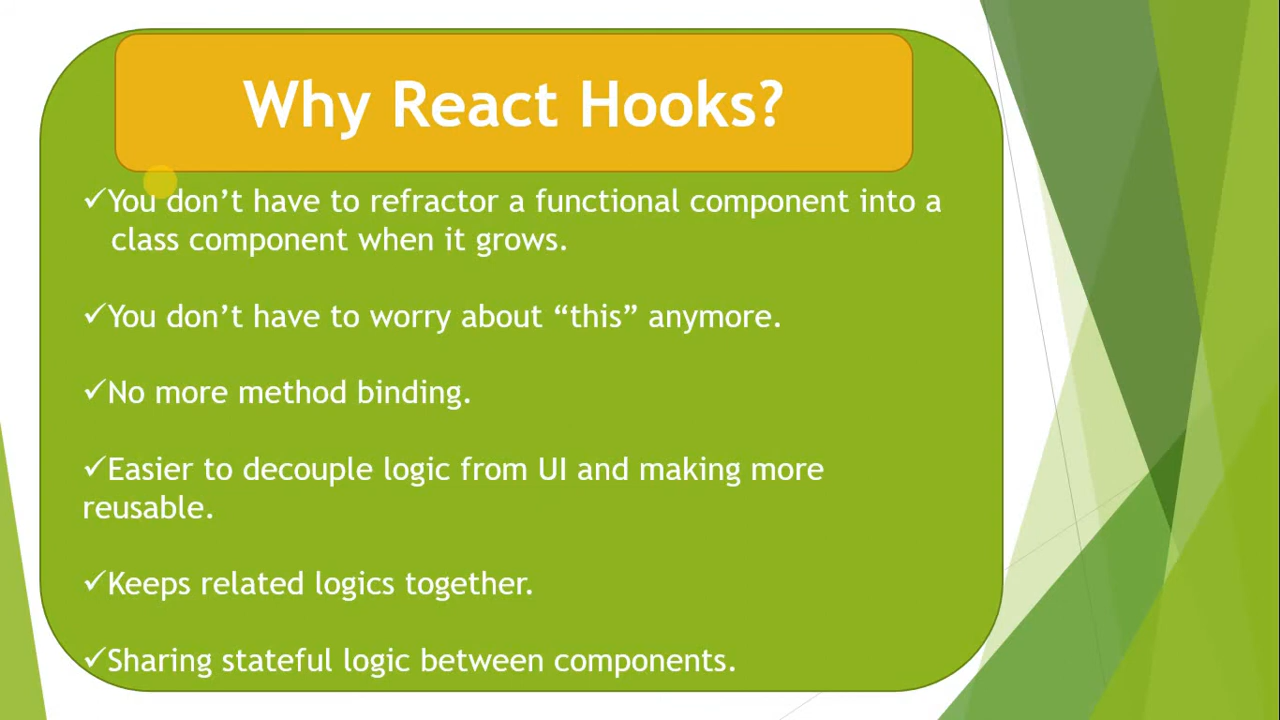 Why React Hooks?
✓You don’t have to refractor a functional component into a
class component when it grows.
✓You don’t have to worry about “this” anymore.
✓No more method binding.
✓Easier to decouple logic from UI and making more
reusable.
✓Keeps related logics together.
✓Sharing stateful logic between components.